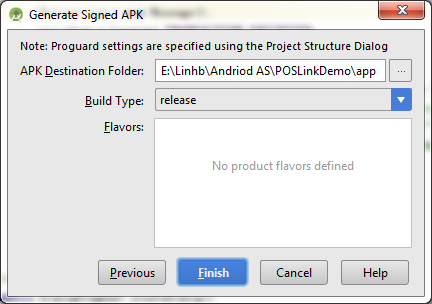 Generate Signed APK
Note: Proguard settings are specified using the Project Structure Dialog
APK Destination Folder: E:\Linhb\Andriod AS\POSLinkDemo\app ...
Build Type: release
Flavors:
No product flavors defined
Previous Finish Cancel Help